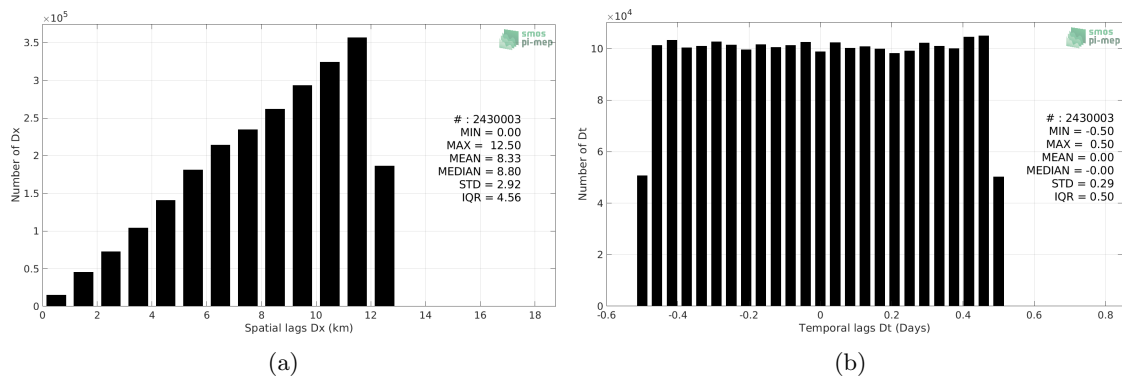 ×10⁵
3.5
3
2.5
2
1.5
1
0.5
0
Number of Dx
smos
pi-mep
# : 2430003
MIN = 0.00
MAX = 12.50
MEAN = 8.33
MEDIAN = 8.80
STD = 2.92
IQR = 4.56
0 2 4 6 8 10 12 14 16 18
Spatial lags Dx (km)
(a)
×10⁴
10
8
6
4
2
0
Number of Dt
smos
pi-mep
# : 2430003
MIN = -0.50
MAX = 0.50
MEAN = 0.00
MEDIAN = -0.00
STD = 0.29
IQR = 0.50
-0.6 -0.4 -0.2 0 0.2 0.4 0.6 0.8
Temporal lags Dt (Days)
(b)